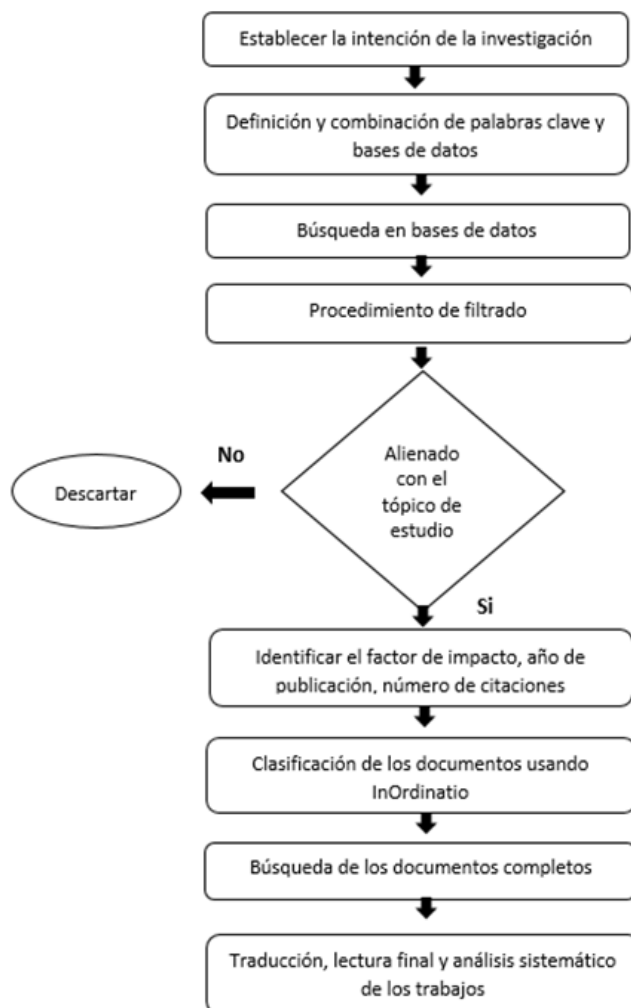 Establecer la intención de la investigación
Definición y combinación de palabras clave y
bases de datos
Búsqueda en bases de datos
Procedimiento de filtrado
Alienado
con el
tópico de
estudio
No
Descartar
Si
Identificar el factor de impacto, año de
publicación, número de citaciones
Clasificación de los documentos usando
InOrdinatio
Búsqueda de los documentos completos
Traducción, lectura final y análisis sistemático
de los trabajos